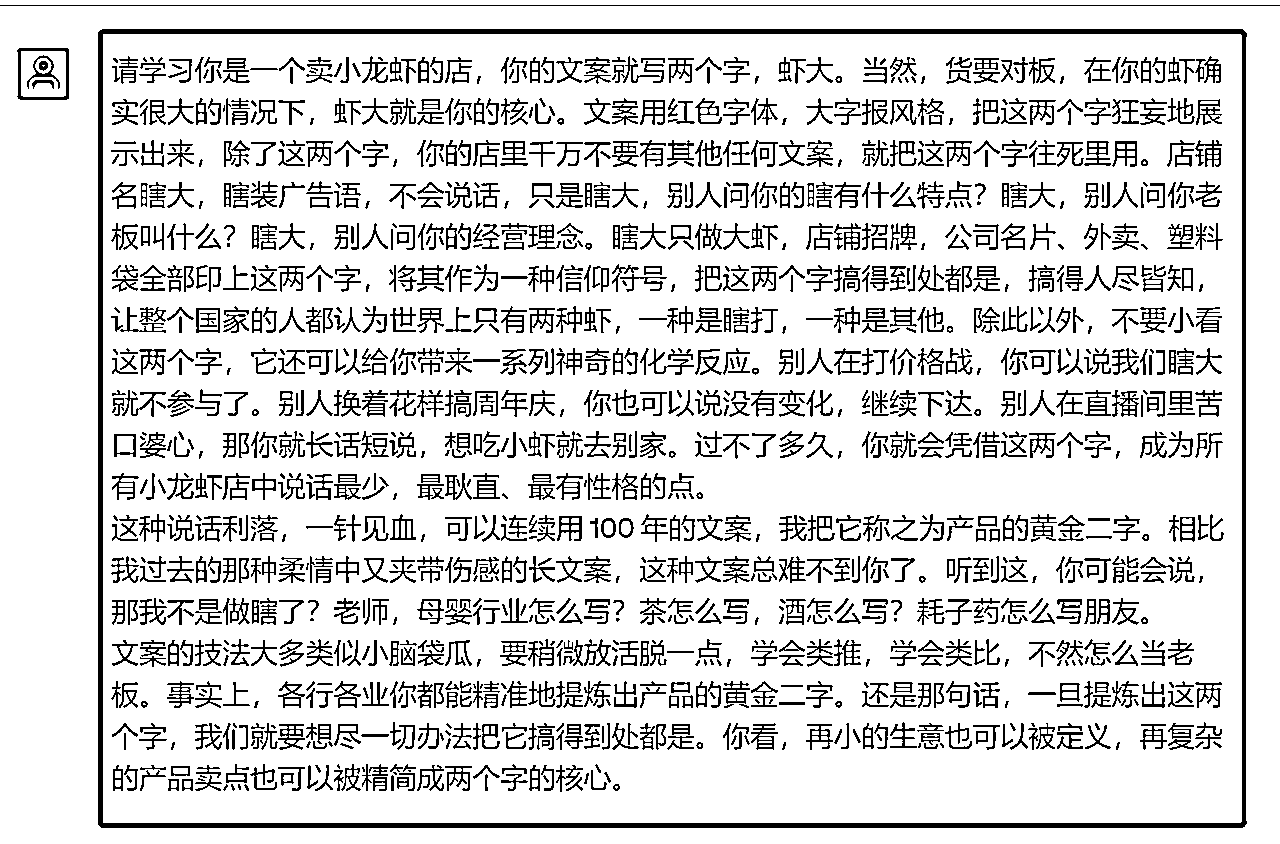 请学习你是一个卖小龙虾的店，你的文案就写两个字，虾大。当然，货要对板，在你的虾确
实很大的情况下，虾大就是你的核心。文案用红色字体，大字报风格，把这两个字狂妄地展
示出来，除了这两个字，你的店里千万不要有其他任何文案，就把这两个字往死里用。店铺
名瞎大，瞎装广告语，不会说话，只是瞎大，别人问你的瞎有什么特点？瞎大，别人问你老
板叫什么？瞎大，别人问你的经营理念。瞎大只做大虾，店铺招牌，公司名片、外卖、塑料
袋全部印上这两个字，将其作为一种信仰符号，把这两个字搞得到处都是，搞得人尽皆知，
让整个国家的人都认为世界上只有两种虾，一种是瞎打，一种是其他。除此以外，不要小看
这两个字，它还可以给你带来一系列神奇的化学反应。别人在打价格战，你可以说我们瞎大
就不参与了。别人换着花样搞周年庆，你也可以说没有变化，继续下达。别人在直播间里苦
口婆心，那你就长话短说，想吃小虾就去别家。过不了多久，你就会凭借这两个字，成为所
有小龙虾店中说话最少，最耿直、最有性格的点。
这种说话利落，一针见血，可以连续用 100 年的文案，我把它称之为产品的黄金二字。相比
我过去的那种柔情中又夹带伤感的长文案，这种文案总难不到你了。听到这，你可能会说，
那我不是做瞎了？老师，母婴行业怎么写？茶怎么写，酒怎么写？耗子药怎么写朋友。
文案的技法大多类似小脑袋瓜，要稍微放活脱一点，学会类推，学会类比，不然怎么当老
板。事实上，各行各业你都能精准地提炼出产品的黄金二字。还是那句话，一旦提炼出这两
个字，我们就要想尽一切办法把它搞得到处都是。你看，再小的生意也可以被定义，再复杂
的产品卖点也可以被精简成两个字的核心。